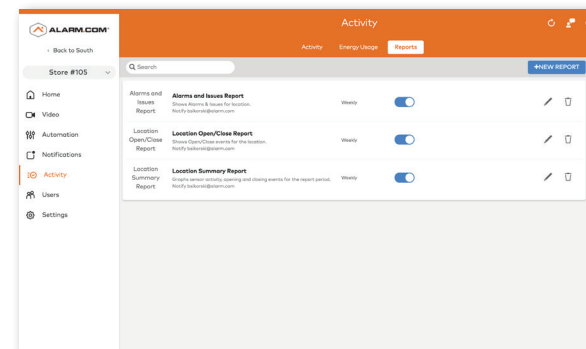 ALARM.COM
Activity
‹ Back to South
Activity
Energy Usage
Reports
Store #105
Search
+NEW REPORT
Home
Video
Automation
Notifications
Activity
Users
Settings
Alarms and
Issues
Report
Alarms and Issues Report
Shows Alarms & Issues for location.
Notify bsikorski@alarm.com
Weekly
Location
Open/Close
Report
Location Open/Close Report
Shows Open/Close events for the location.
Notify bsikorski@alarm.com
Weekly
Location
Summary
Report
Location Summary Report
Graphs sensor activity, opening and closing events for the report period.
Notify bsikorski@alarm.com
Weekly